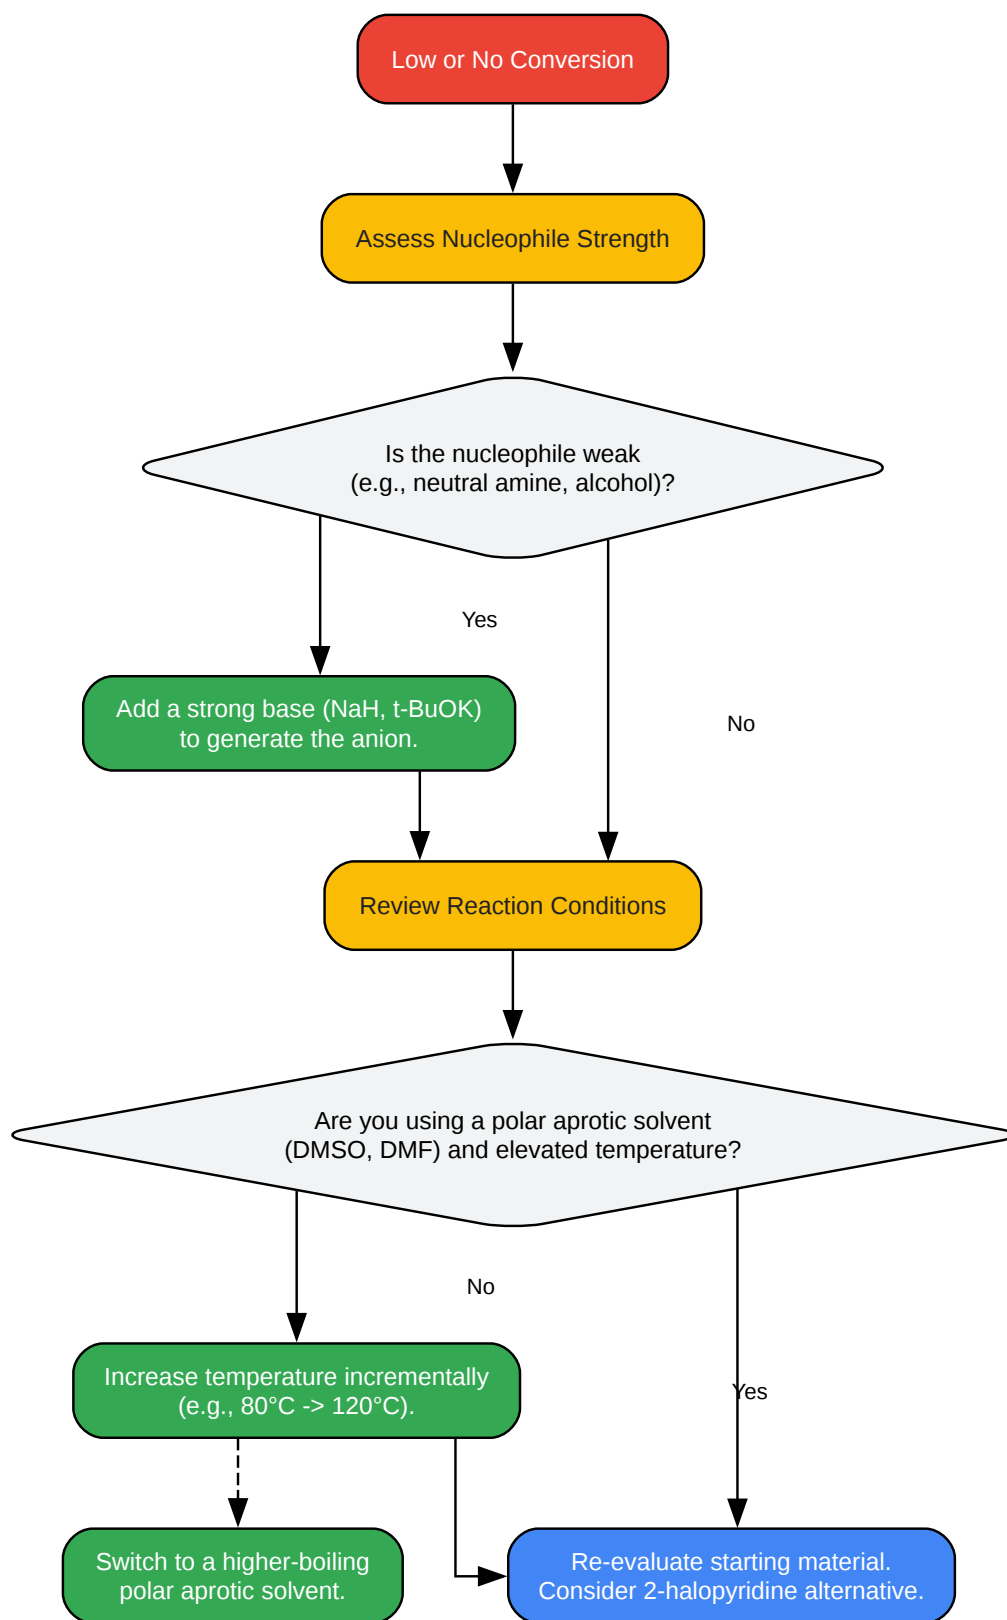 Low or No Conversion
Assess Nucleophile Strength
Is the nucleophile weak
(e.g., neutral amine, alcohol)?
Yes
Add a strong base (NaH, t-BuOK)
to generate the anion.
No
Review Reaction Conditions
Are you using a polar aprotic solvent
(DMSO, DMF) and elevated temperature?
No
Increase temperature incrementally
(e.g., 80°C -> 120°C).
Yes
Switch to a higher-boiling
polar aprotic solvent.
Re-evaluate starting material.
Consider 2-halopyridine alternative.